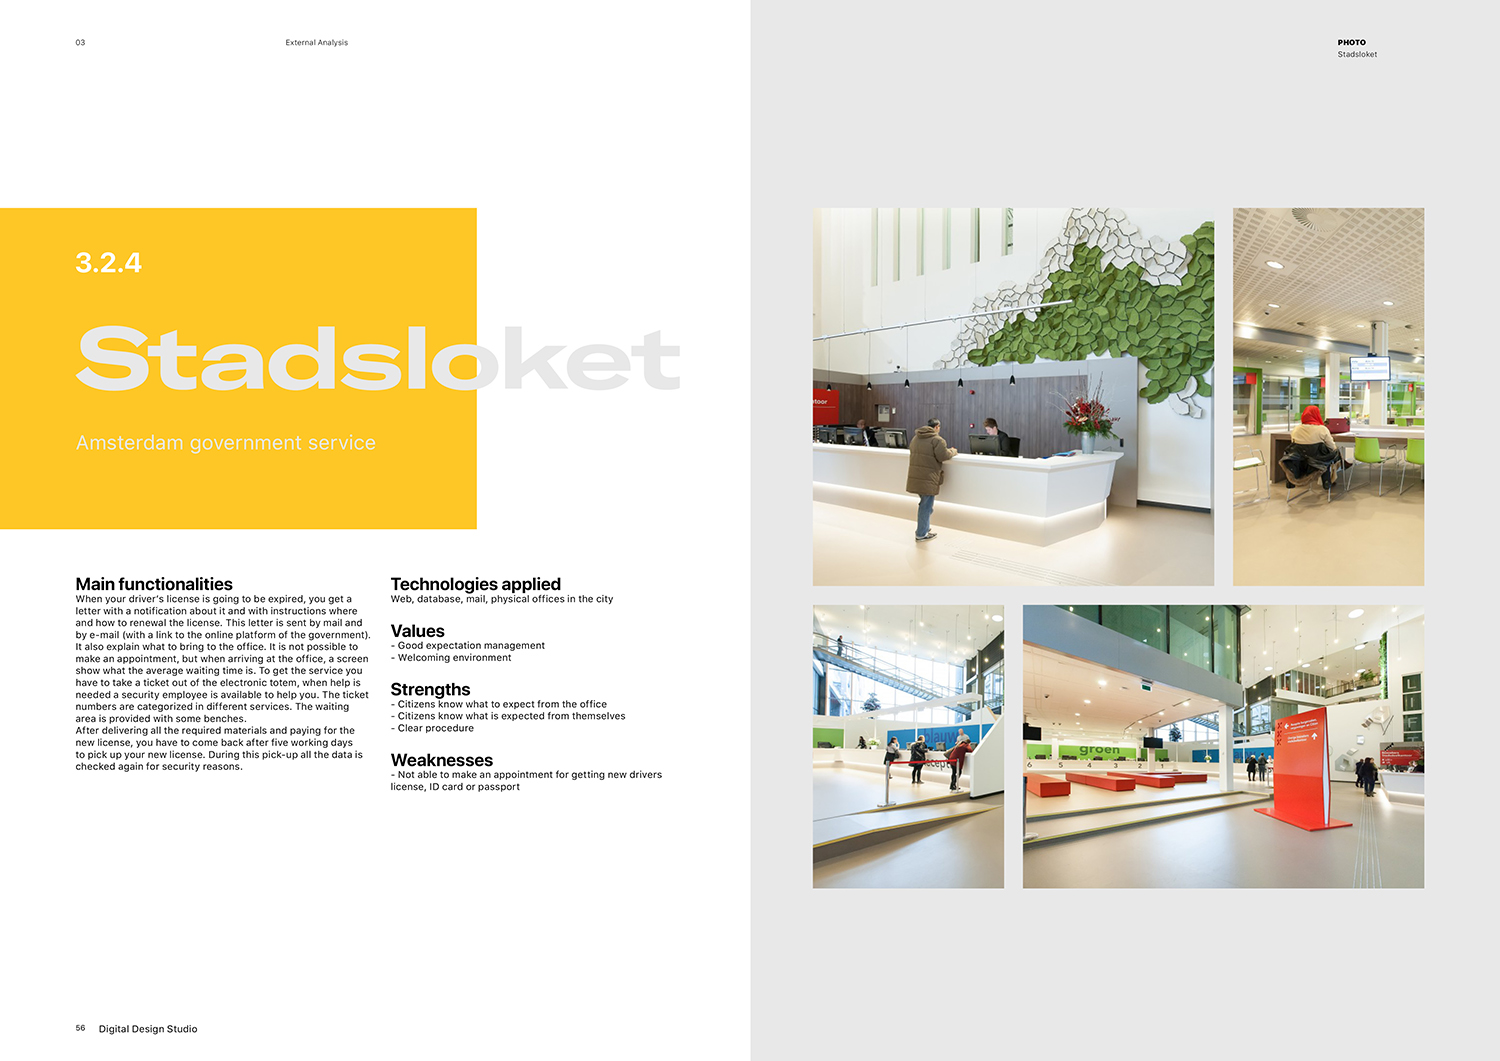 03
External Analysis
PHOTO
Stadsloket
3.2.4
Stadsloket
Amsterdam government service
Main functionalities
When your driver's license is going to be expired, you get a
letter with a notification about it and with instructions where
and how to renewal the license. This letter is sent by mail and
by e-mail (with a link to the online platform of the government).
It also explain what to bring to the office. It is not possible to
make an appointment, but when arriving at the office, a screen
show what the average waiting time is. To get the service you
have to take a ticket out of the electronic totem, when help is
needed a security employee is available to help you. The ticket
numbers are categorized in different services. The waiting
area is provided with some benches.
After delivering all the required materials and paying for the
new license, you have to come back after five working days
to pick up your new license. During this pick-up all the data is
checked again for security reasons.
Technologies applied
Web, database, mail, physical offices in the city
Values
- Good expectation management
- Welcoming environment
Strengths
- Citizens know what to expect from the office
- Citizens know what is expected from themselves
- Clear procedure
Weaknesses
- Not able to make an appointment for getting new drivers
license, ID card or passport
ntoor
blauw
groen
6 5 4 3 2 1
56
Digital Design Studio